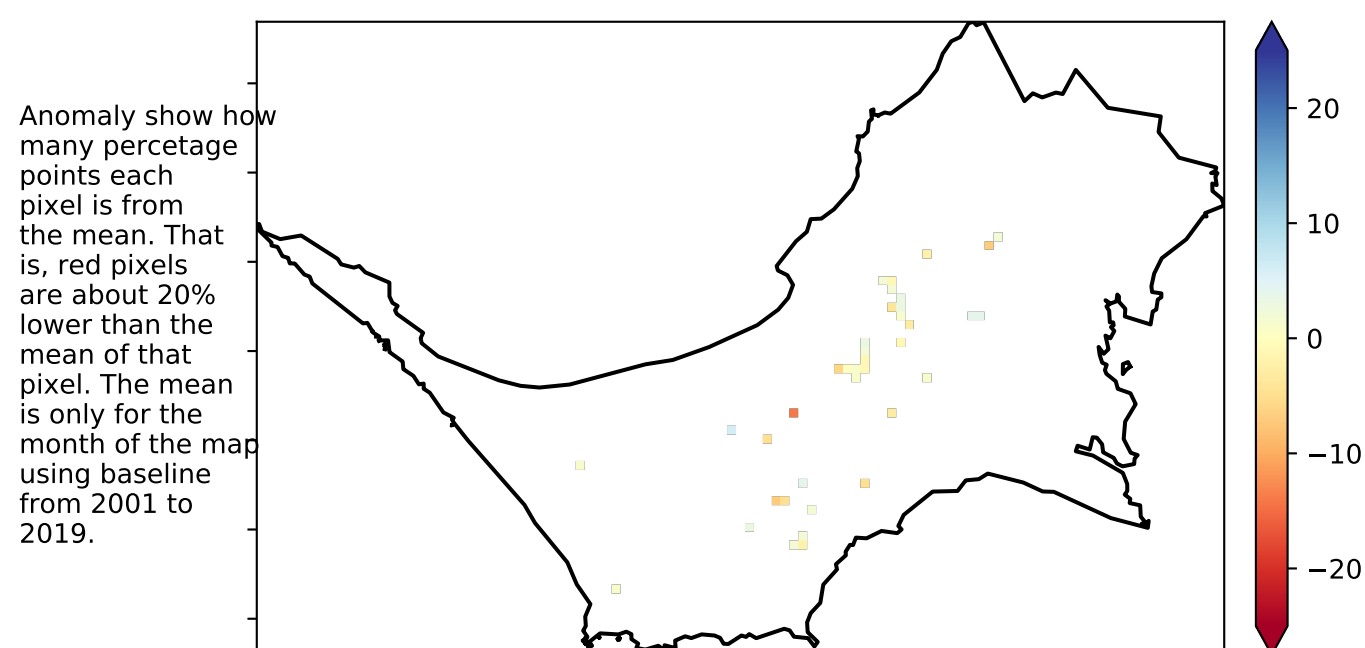 Anomaly show how
many percetage
points each
pixel is from
the mean. That
is, red pixels
are about 20%
lower than the
mean of that
pixel. The mean
is only for the
month of the map
using baseline
from 2001 to
2019.
20
10
0
−10
−20